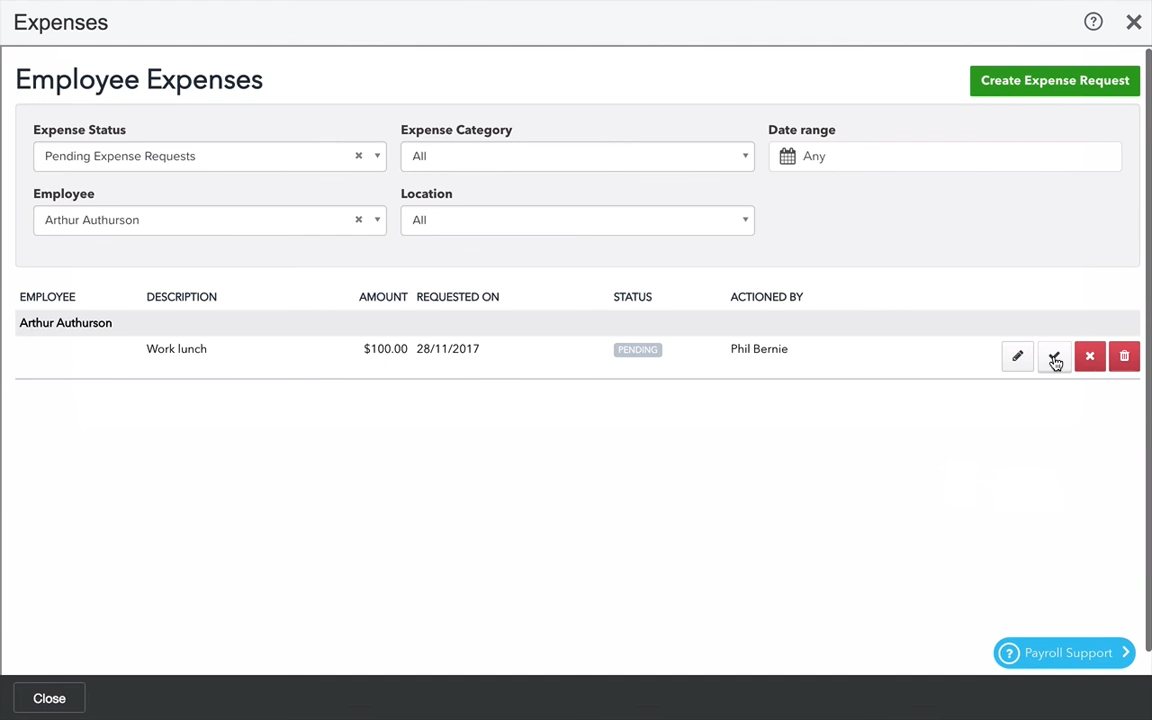 Expenses
Employee Expenses
Create Expense Request
Expense Status
Expense Category
Date range
Pending Expense Requests
All
Any
Employee
Location
Arthur Authurson
All
EMPLOYEE DESCRIPTION AMOUNT REQUESTED ON STATUS ACTIONED BY
Arthur Authurson
Work lunch $100.00 28/11/2017 PENDING Phil Bernie
Payroll Support
Close